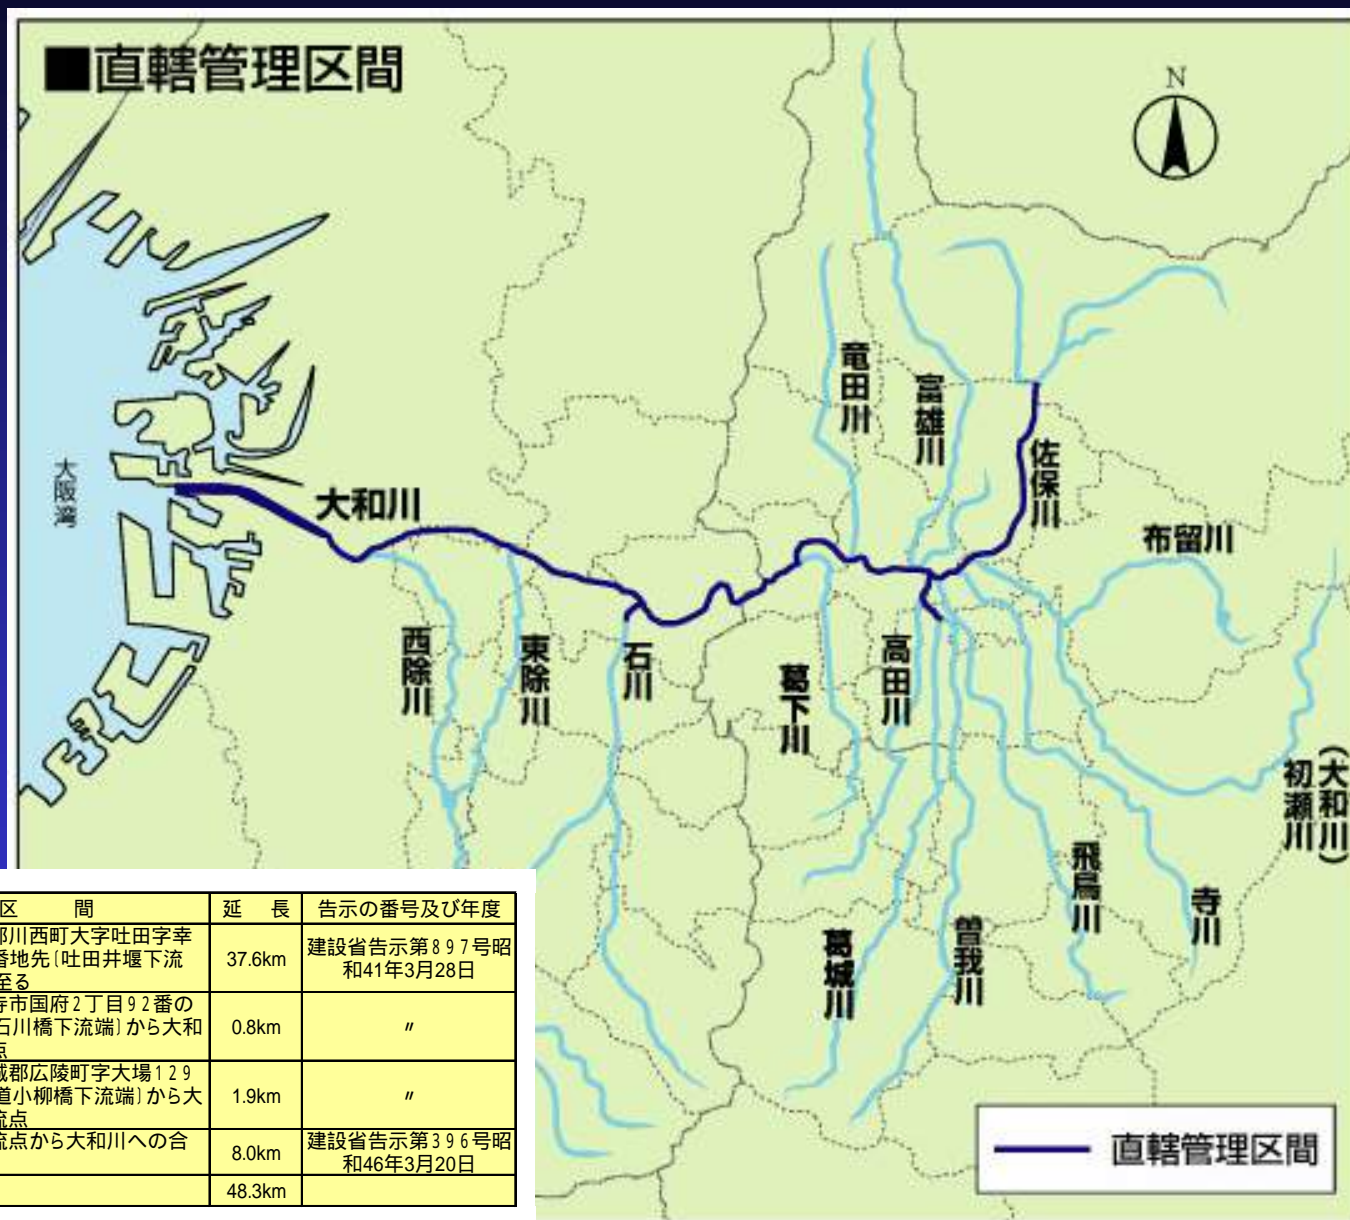 ■直轄管理区間
N
大阪湾
大和川
竜田川
富雄川
佐保川
布留川
西除川
東除川
石川
葛下川
高田川
初瀬川
(大和川)
飛鳥川
寺川
曽我川
葛城川
区 間 延 長 告示の番号及び年度
郡川西町大字吐田字幸
番地先〔吐田井堰下流
至る
37.6km
建設省告示第897号昭
和41年3月28日
寺市国府2丁目92番の
石川橋下流端〕から大和
点
0.8km
〃
城郡広陵町字大場129
道小柳橋下流端〕から大
流点
1.9km
〃
流点から大和川への合
8.0km
建設省告示第396号昭
和46年3月20日
48.3km
直轄管理区間